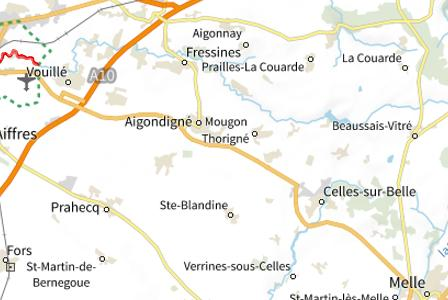 Aigonnay
Fressines
Prailles-La Couarde
La Couarde
Vouillé
A10
Aigondigné
Mougon
Thorigné
Beaussais-Vitré
Aiffres
Celles-sur-Belle
Prahecq
Ste-Blandine
Fors
St-Martin-de-
Bernegoue
Verrines-sous-Celles
Melle
St-Martin-lès-Melle
la